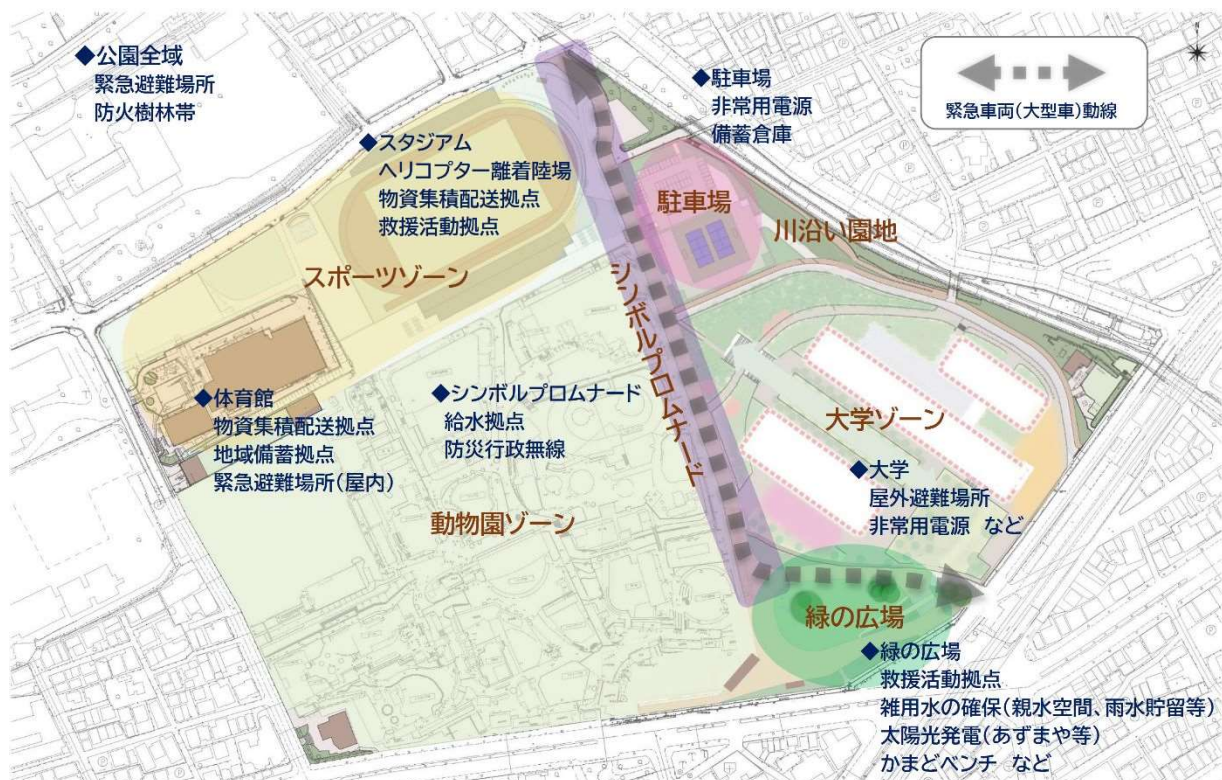 ◆公園全域
緊急避難場所
防火樹林帯
◆スタジアム
ヘリコプター離着陸場
物資集積配送拠点
救援活動拠点
◆駐車場
非常用電源
備蓄倉庫
N
緊急車両(大型車)動線
駐車場
川沿い園地
スポーツゾーン
シンボルプロムナード
◆体育館
物資集積配送拠点
地域備蓄拠点
緊急避難場所(屋内)
◆シンボルプロムナード
給水拠点
防災行政無線
大学ゾーン
◆大学
屋外避難場所
非常用電源 など
動物園ゾーン
緑の広場
◆緑の広場
救援活動拠点
雑用水の確保(親水空間、雨水貯留等)
太陽光発電(あずまや等)
かまどベンチ など